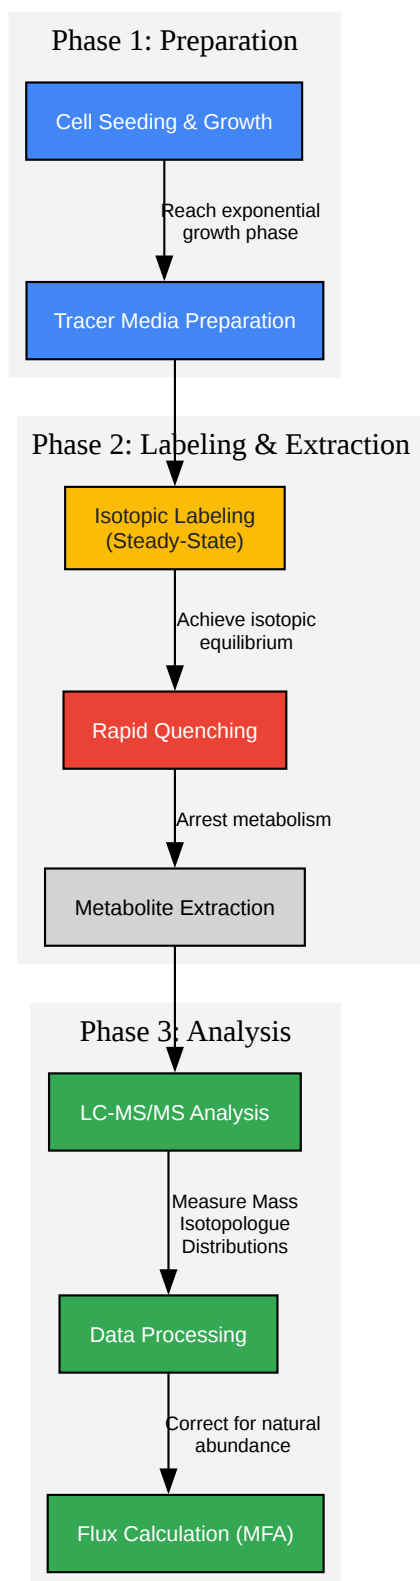 Phase 1: Preparation
Cell Seeding & Growth
Reach exponential
growth phase
Tracer Media Preparation
Phase 2: Labeling & Extraction
Isotopic Labeling
(Steady-State)
Achieve isotopic
equilibrium
Rapid Quenching
Arrest metabolism
Metabolite Extraction
Phase 3: Analysis
LC-MS/MS Analysis
Measure Mass
Isotopologue
Distributions
Data Processing
Correct for natural
abundance
Flux Calculation (MFA)